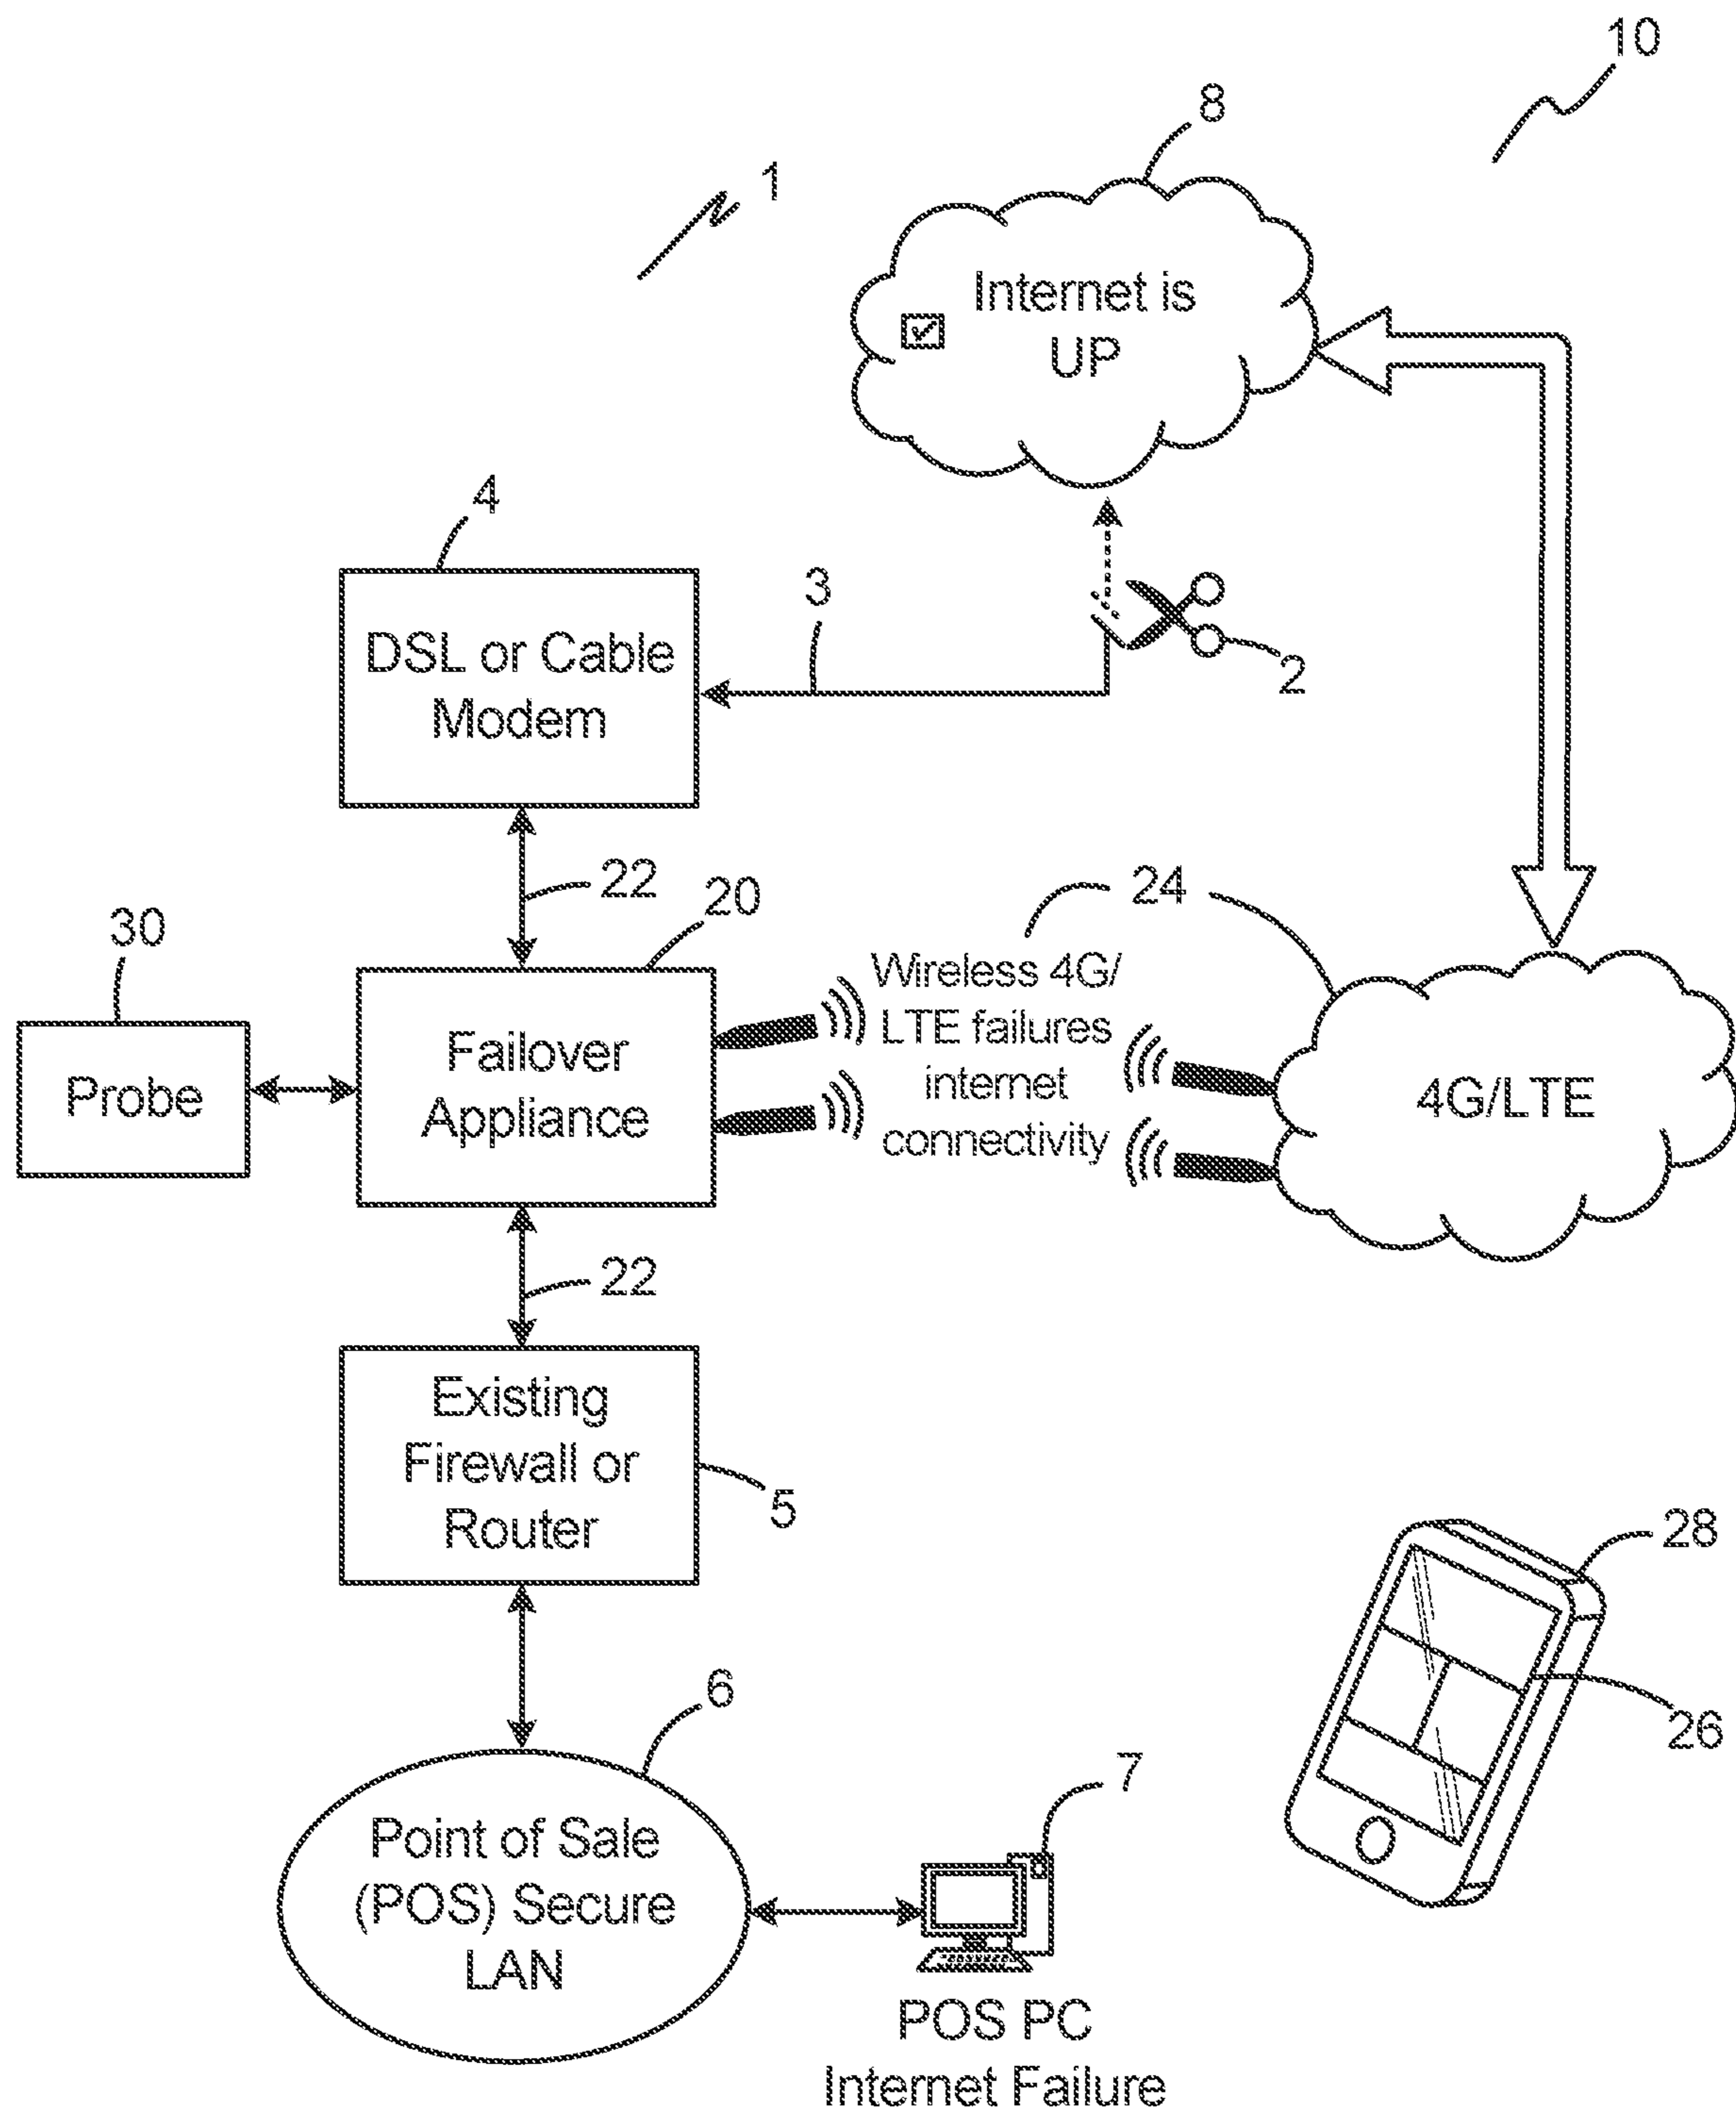 10
8
1
Internet is
UP
4
3
DSL or Cable
Modem
2
22
20
24
30
Wireless 4G/
LTE failures
internet
connectivity
Failover
Appliance
Probe
4G/LTE
22
Existing
Firewall or
Router
5
28
26
6
7
Point of Sale
(POS) Secure
LAN
POS PC
Internet Failure